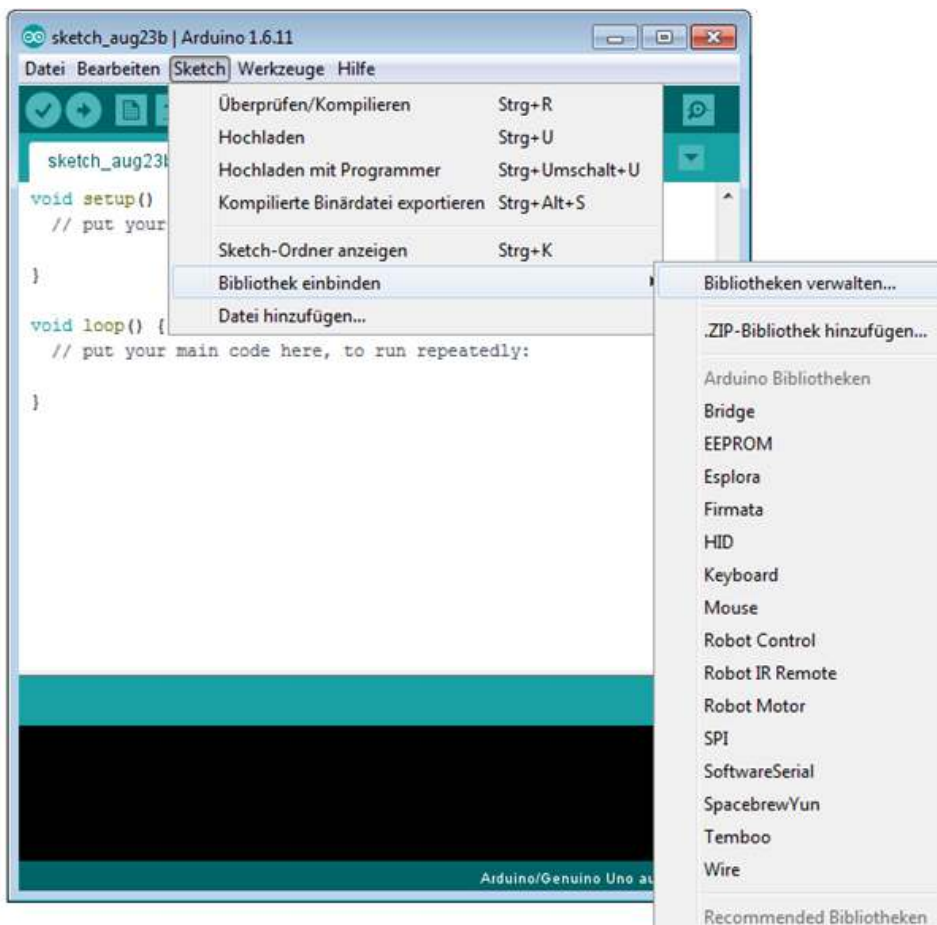 sketch_aug23b | Arduino 1.6.11
Datei Bearbeiten Sketch Werkzeuge Hilfe
sketch_aug23b
Überprüfen/Kompilieren Strg+R
Hochladen Strg+U
Hochladen mit Programmer Strg+Umschalt+U
Kompilierte Binärdatei exportieren Strg+Alt+S
Sketch-Ordner anzeigen Strg+K
Bibliothek einbinden
Datei hinzufügen...
void setup()
// put your
}
void loop() {
// put your main code here, to run repeatedly:
}
Bibliotheken verwalten...
.ZIP-Bibliothek hinzufügen...
Arduino Bibliotheken
Bridge
EEPROM
Esplora
Firmata
HID
Keyboard
Mouse
Robot Control
Robot IR Remote
Robot Motor
SPI
SoftwareSerial
SpacebrewYun
Temboo
Wire
Recommended Bibliotheken
Arduino/Genuino Uno au